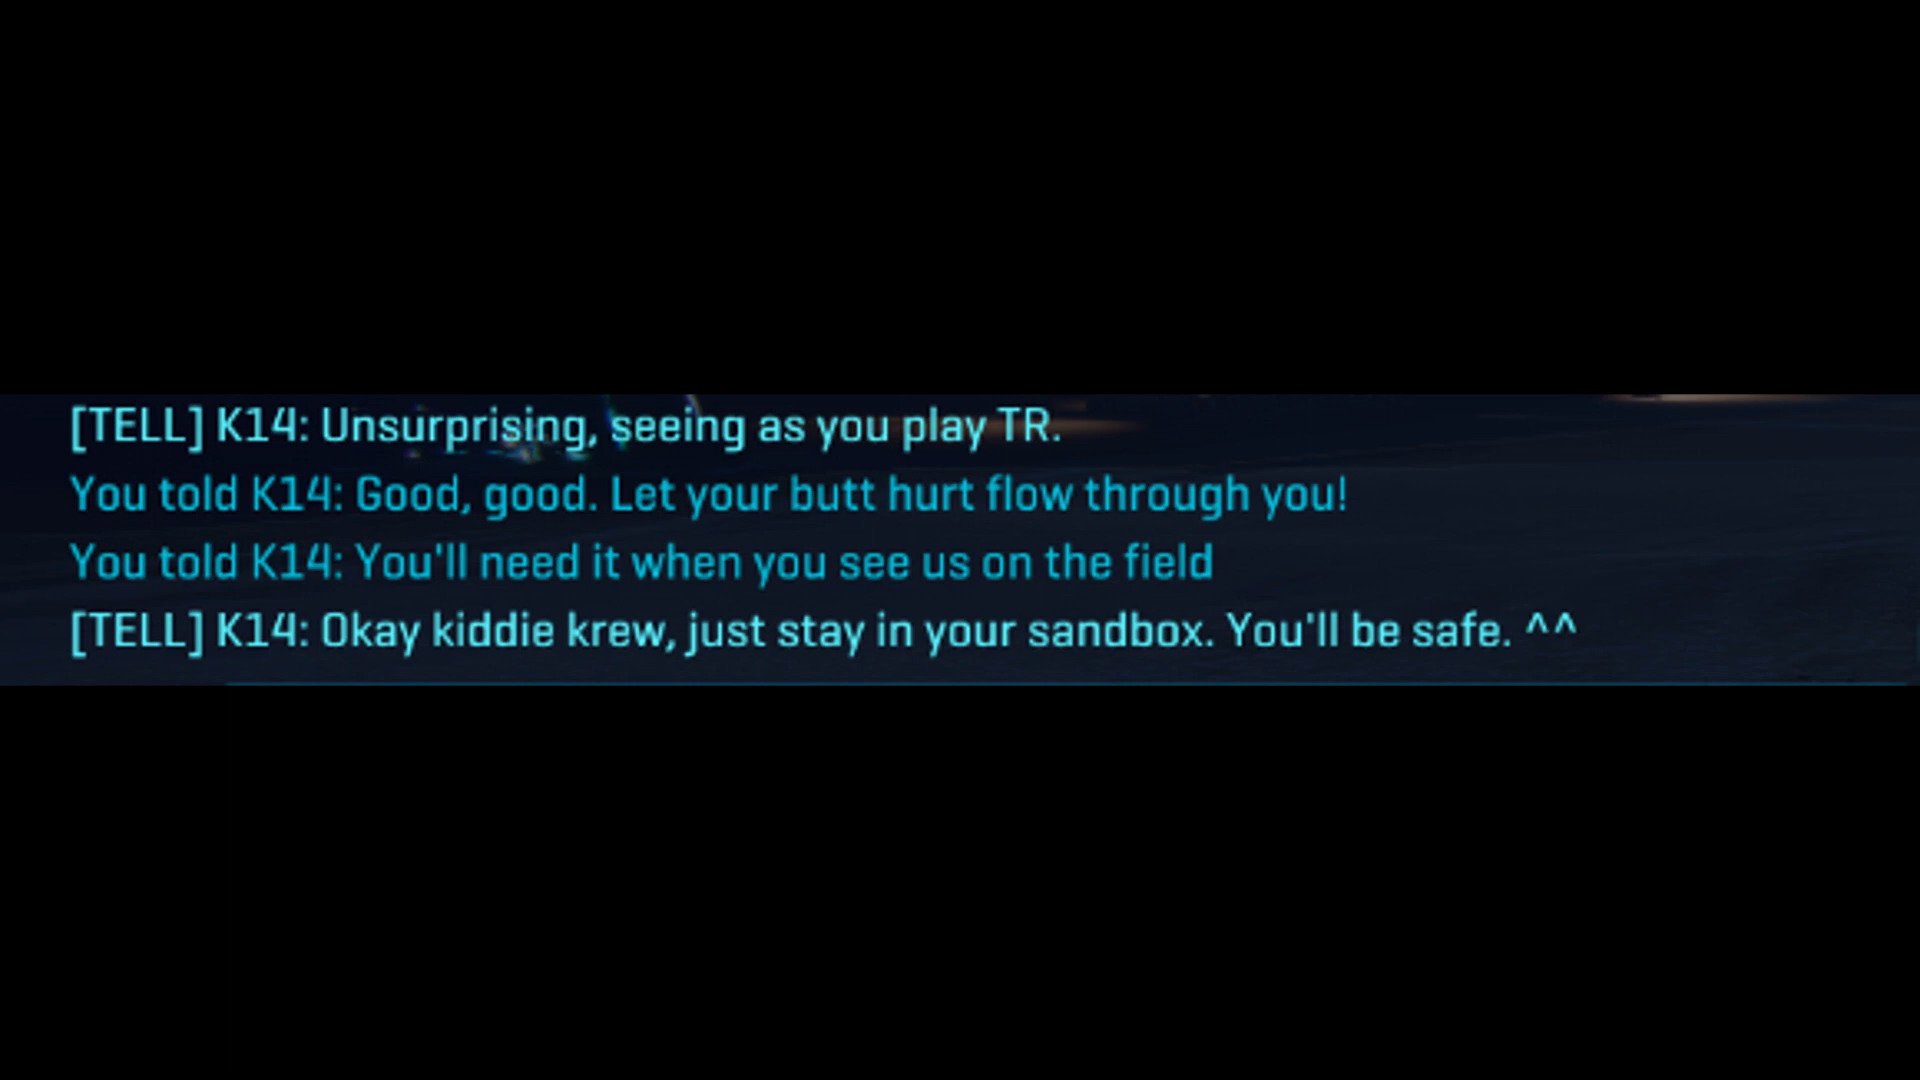 [TELL] K14: Unsurprising, seeing as you play TR.
You told K14: Good, good. Let your butt hurt flow through you!
You told K14: You'll need it when you see us on the field
[TELL] K14: Okay kiddie krew, just stay in your sandbox. You'll be safe. ^^